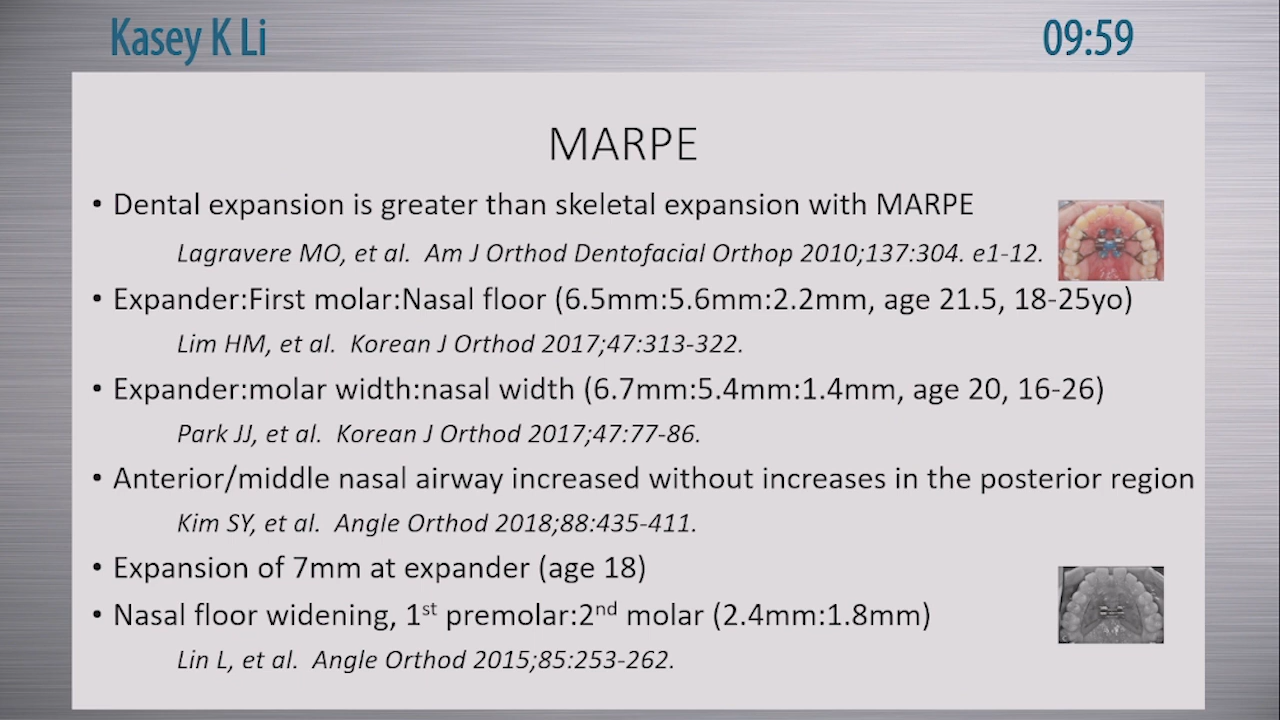 Kasey K Li
09:59
MARPE
• Dental expansion is greater than skeletal expansion with MARPE
Lagravere MO, et al. Am J Orthod Dentofacial Orthop 2010;137:304. e1-12.
• Expander:First molar:Nasal floor (6.5mm:5.6mm:2.2mm, age 21.5, 18-25yo)
Lim HM, et al. Korean J Orthod 2017;47:313-322.
• Expander:molar width:nasal width (6.7mm:5.4mm:1.4mm, age 20, 16-26)
Park JJ, et al. Korean J Orthod 2017;47:77-86.
• Anterior/middle nasal airway increased without increases in the posterior region
Kim SY, et al. Angle Orthod 2018;88:435-411.
• Expansion of 7mm at expander (age 18)
• Nasal floor widening, 1st premolar:2nd molar (2.4mm:1.8mm)
Lin L, et al. Angle Orthod 2015;85:253-262.